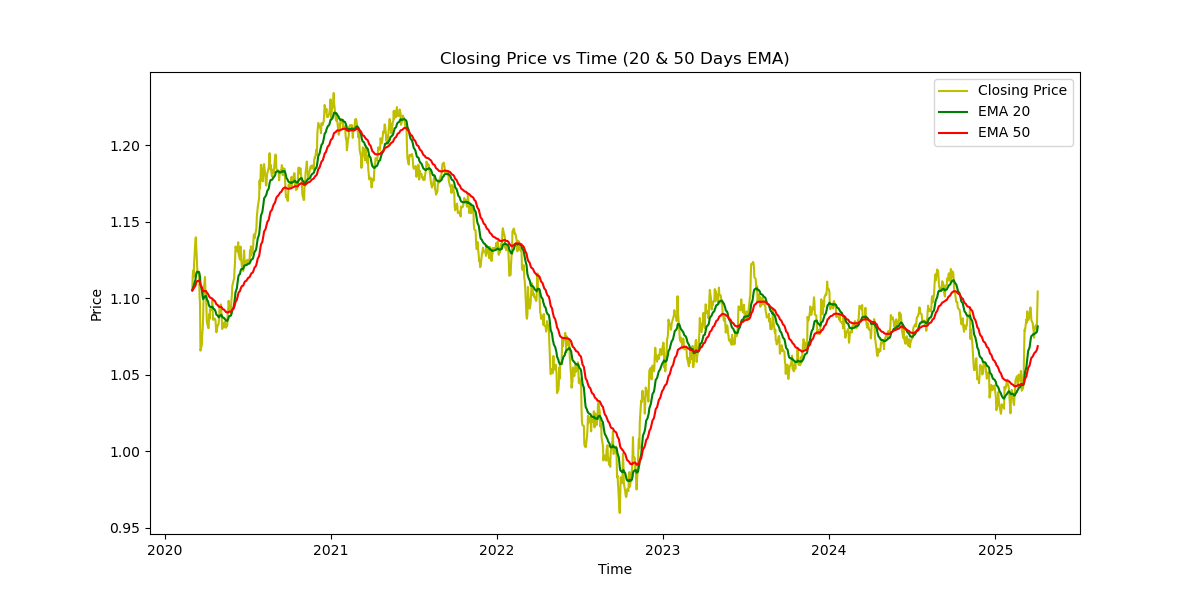 Closing Price vs Time (20 & 50 Days EMA)
Closing Price
EMA 20
EMA 50
1.20
1.15
1.10
1.05
1.00
0.95
Price
2020
2021
2022
2023
2024
2025
Time